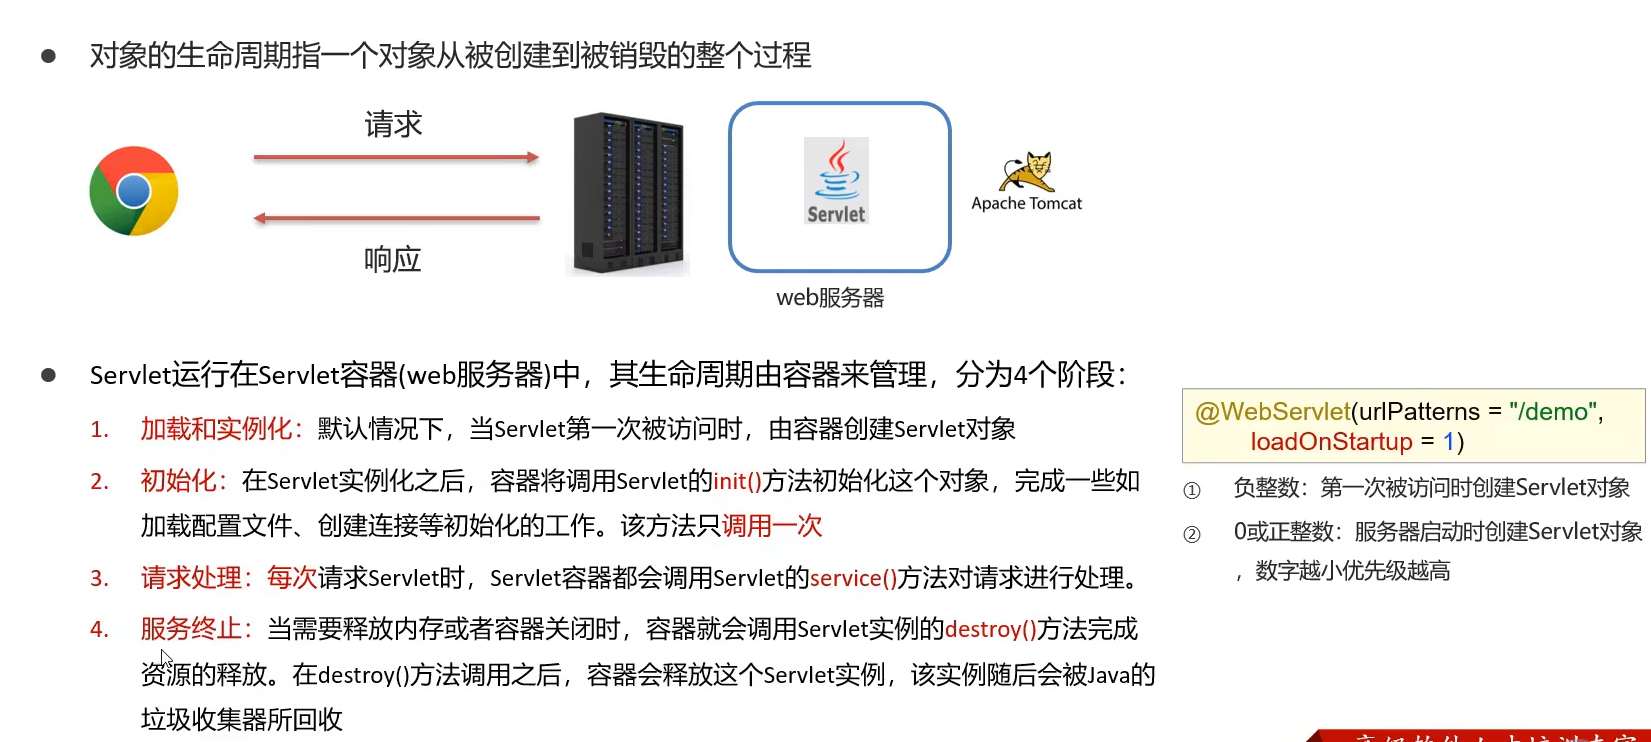 对象的生命周期指一个对象从被创建到被销毁的整个过程
请求
响应
Servlet
Apache Tomcat
web服务器
Servlet运行在Servlet容器(web服务器)中，其生命周期由容器来管理，分为4个阶段：
1. 加载和实例化：默认情况下，当Servlet第一次被访问时，由容器创建Servlet对象
2. 初始化：在Servlet实例化之后，容器将调用Servlet的init()方法初始化这个对象，完成一些如
加载配置文件、创建连接等初始化的工作。该方法只调用一次
3. 请求处理：每次请求Servlet时，Servlet容器都会调用Servlet的service()方法对请求进行处理。
4. 服务终止：当需要释放内存或者容器关闭时，容器就会调用Servlet实例的destroy()方法完成
资源的释放。在destroy()方法调用之后，容器会释放这个Servlet实例，该实例随后会被Java的
垃圾收集器所回收
@WebServlet(urlPatterns = "/demo",
loadOnStartup = 1)
① 负整数：第一次被访问时创建Servlet对象
② 0或正整数：服务器启动时创建Servlet对象
，数字越小优先级越高